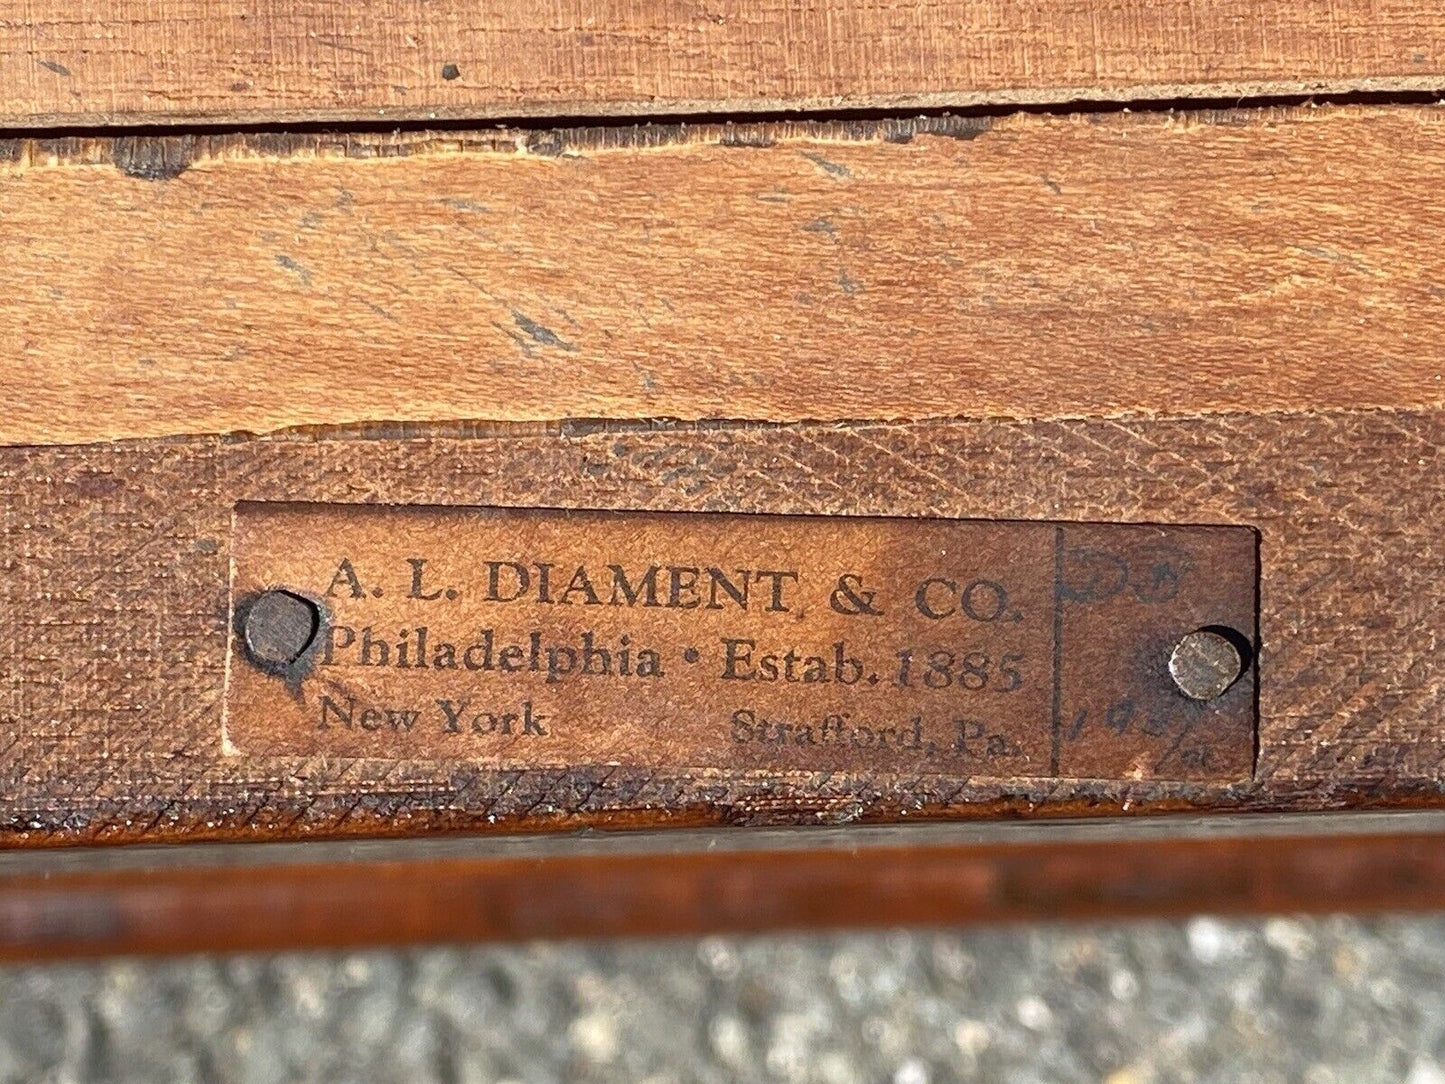 A. L. DIAMENT & CO.
Philadelphia • Estab. 1885
New York Strafford, Pa.